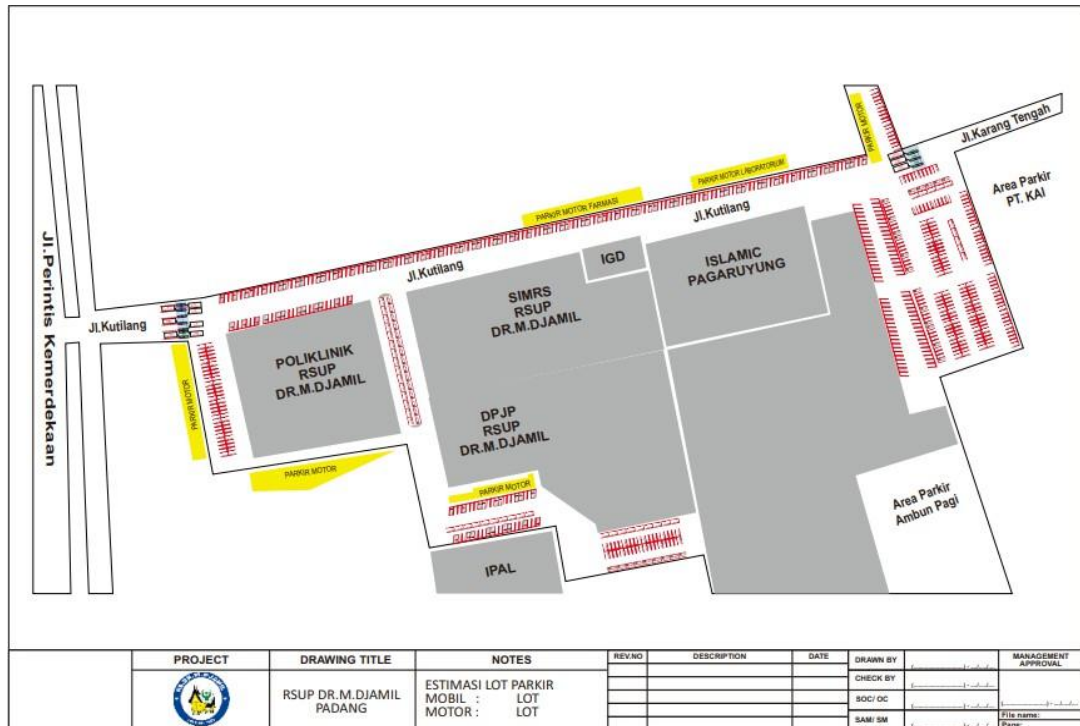 PARKIR MOTOR
Jl.Karang Tengah
Area Parkir
PT. KAI
PARKIR MOTOR LABORATORIUM
PARKIR MOTOR FARMASI
Jl.Kutilang
Jl.Perintis Kemerdekaan
Jl.Kutilang
IGD
ISLAMIC
PAGARUYUNG
SIMRS
RSUP
DR.M.DJAMIL
Jl.Kutilang
POLIKLINIK
RSUP
DR.M.DJAMIL
PARKIR MOTOR
DPJP
RSUP
DR.M.DJAMIL
PARKIR MOTOR
PARKIR MOTOR
Area Parkir
Ambun Pagi
IPAL
PROJECT
DRAWING TITLE
RSUP DR.M.DJAMIL
PADANG
NOTES
ESTIMASI LOT PARKIR
MOBIL : LOT
MOTOR : LOT
REV.NO DESCRIPTION DATE
DRAWN BY
CHECK BY
SOC/ OC
SAM/ SM
MANAGEMENT
APPROVAL
File name:
Page: